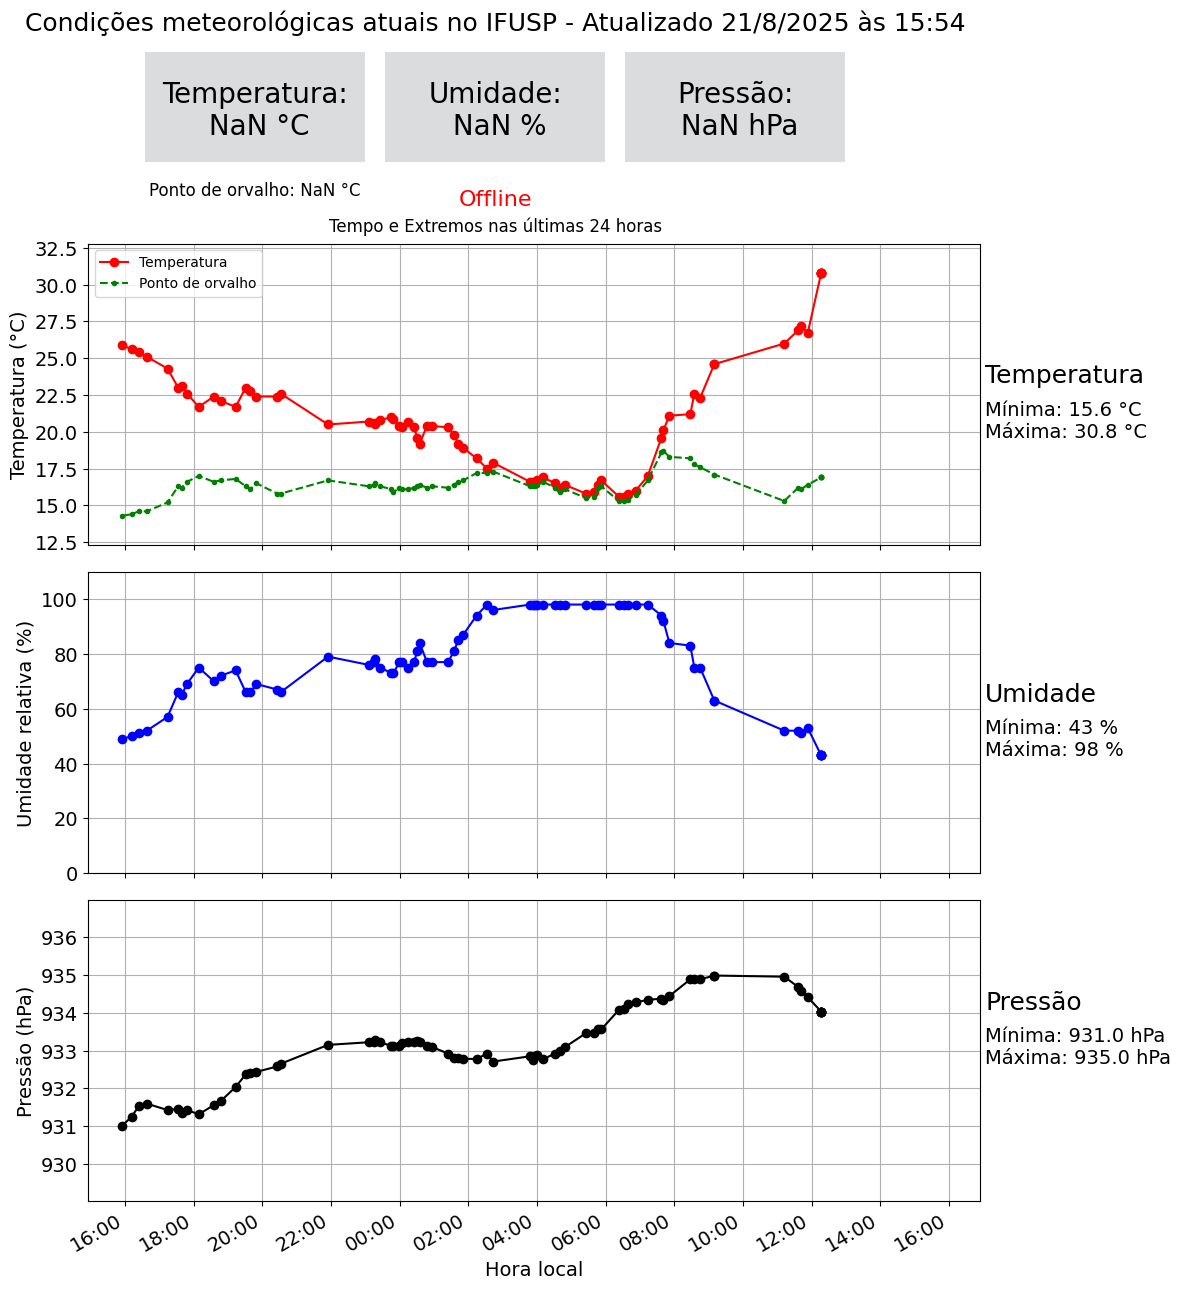 Condições meteorológicas atuais no IFUSP - Atualizado 21/8/2025 às 15:54
Temperatura:
NaN °C
Umidade:
NaN %
Pressão:
NaN hPa
Ponto de orvalho: NaN °C
Offline
Tempo e Extremos nas últimas 24 horas
Temperatura (°C)
32.5
30.0
27.5
25.0
22.5
20.0
17.5
15.0
12.5
Temperatura
Ponto de orvalho
Temperatura
Mínima: 15.6 °C
Máxima: 30.8 °C
Umidade relativa (%)
100
80
60
40
20
0
Umidade
Mínima: 43 %
Máxima: 98 %
Pressão (hPa)
936
935
934
933
932
931
930
Pressão
Mínima: 931.0 hPa
Máxima: 935.0 hPa
16:00 18:00 20:00 22:00 00:00 02:00 04:00 06:00 08:00 10:00 12:00 14:00 16:00
Hora local